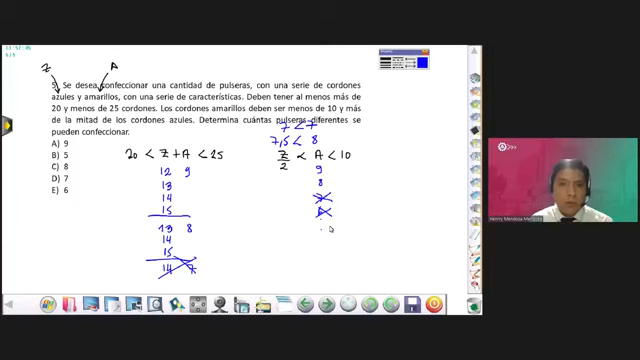 Z A
5. Se desea confeccionar una cantidad de pulseras, con una serie de cordones
azules y amarillos, con una serie de características. Deben tener al menos más de
20 y menos de 25 cordones. Los cordones amarillos deben ser menos de 10 y más
de la mitad de los cordones azules. Determina cuántas pulseras diferentes se
pueden confeccionar.
A) 9
B) 5
C) 8
D) 7
E) 6
20 < Z + A < 25
12 9
13
14
15
13 8
14
15
14 7
7 < 7
7,5 < 8
Z/2 < A < 10
9
8
7
6
Henry Mendoza Mendoza